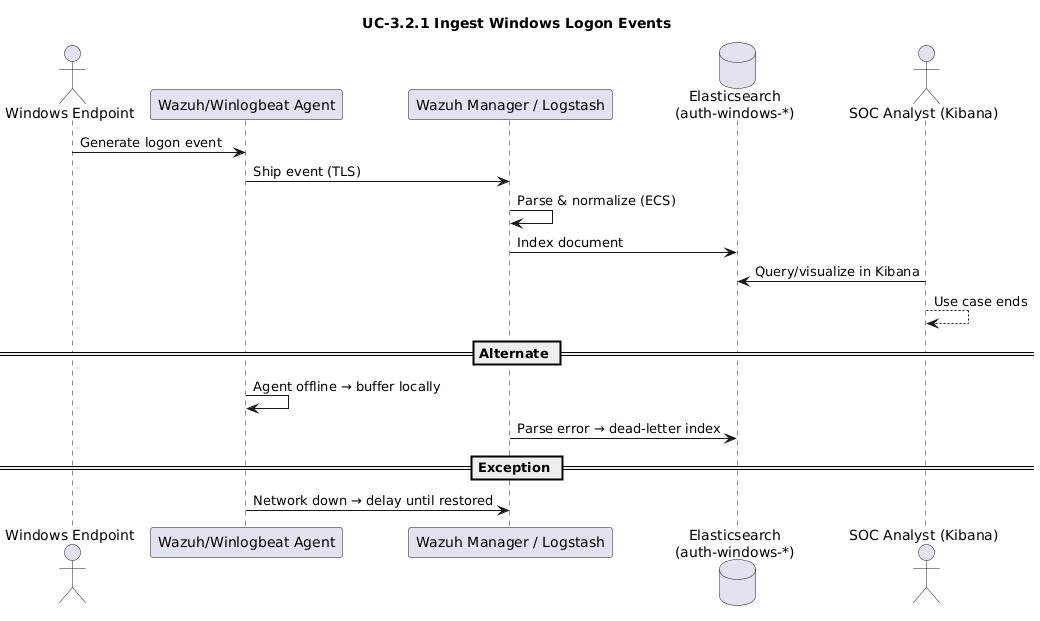 UC-3.2.1 Ingest Windows Logon Events
Windows Endpoint
Wazuh/Winlogbeat Agent
Wazuh Manager / Logstash
Elasticsearch
(auth-windows-*)
SOC Analyst (Kibana)
Generate logon event
Ship event (TLS)
Parse & normalize (ECS)
Index document
Query/visualize in Kibana
Use case ends
Alternate
Agent offline → buffer locally
Parse error → dead-letter index
Exception
Network down → delay until restored
Windows Endpoint
Wazuh/Winlogbeat Agent
Wazuh Manager / Logstash
Elasticsearch
(auth-windows-*)
SOC Analyst (Kibana)